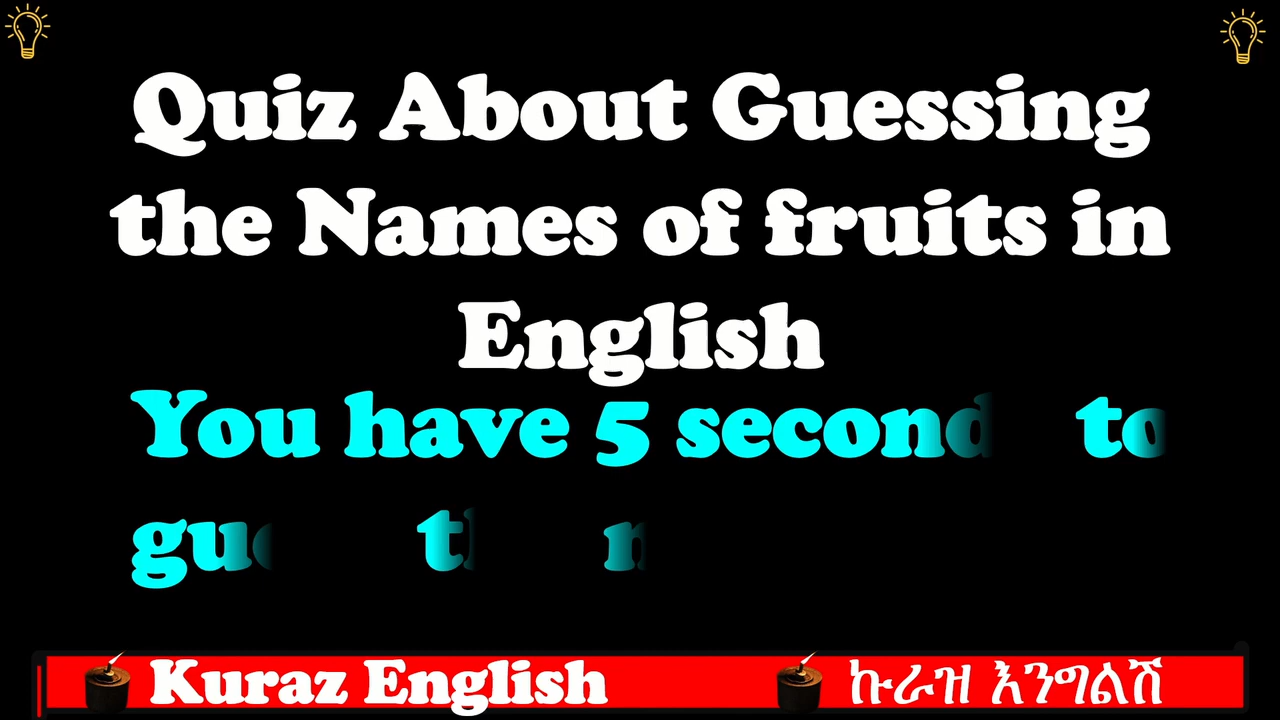 Quiz About Guessing
the Names of fruits in
English
You have 5 second to
Kuraz English
ኩራዝ እንግልሽ